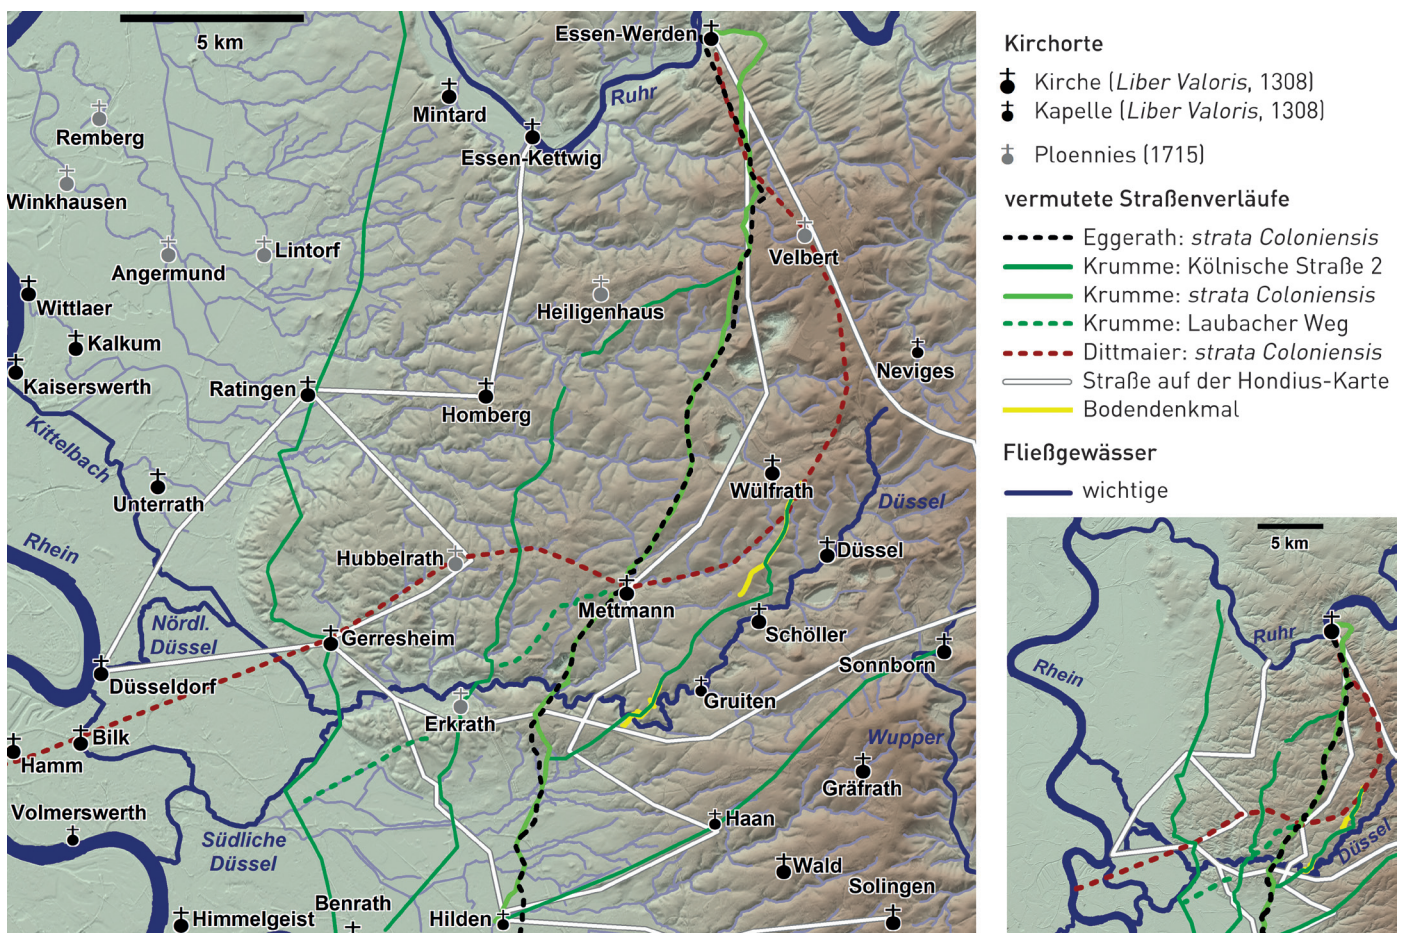 5 km
Essen-Werden
Ruhr
Mintard
Remberg
Essen-Kettwig
Winkhausen
Lintorf
Angermund
Velbert
Heiligenhaus
Wittlaer
Kalkum
Neviges
Kaiserswerth
Ratingen
Homberg
Kittelbach
Wülfrath
Unterrath
Düssel
Rhein
Hubbelrath
Düssel
Mettmann
Nördl.
Düssel
Gerresheim
Schöller
Sonnborn
Düsseldorf
Gruiten
Erkrath
Bilk
Wupper
Hamm
Gräfrath
Volmerswerth
Haan
Südliche
Düssel
Wald
Solingen
Benrath
Himmelgeist
Hilden
Kirchorte
Kirche (Liber Valoris, 1308)
Kapelle (Liber Valoris, 1308)
Ploennies (1715)
vermutete Straßenverläufe
Eggerath: strata Coloniensis
Krumme: Kölnische Straße 2
Krumme: strata Coloniensis
Krumme: Laubacher Weg
Dittmaier: strata Coloniensis
Straße auf der Hondius-Karte
Bodendenkmal
Fließgewässer
wichtige
5 km
Ruhr
Rhein
Düssel